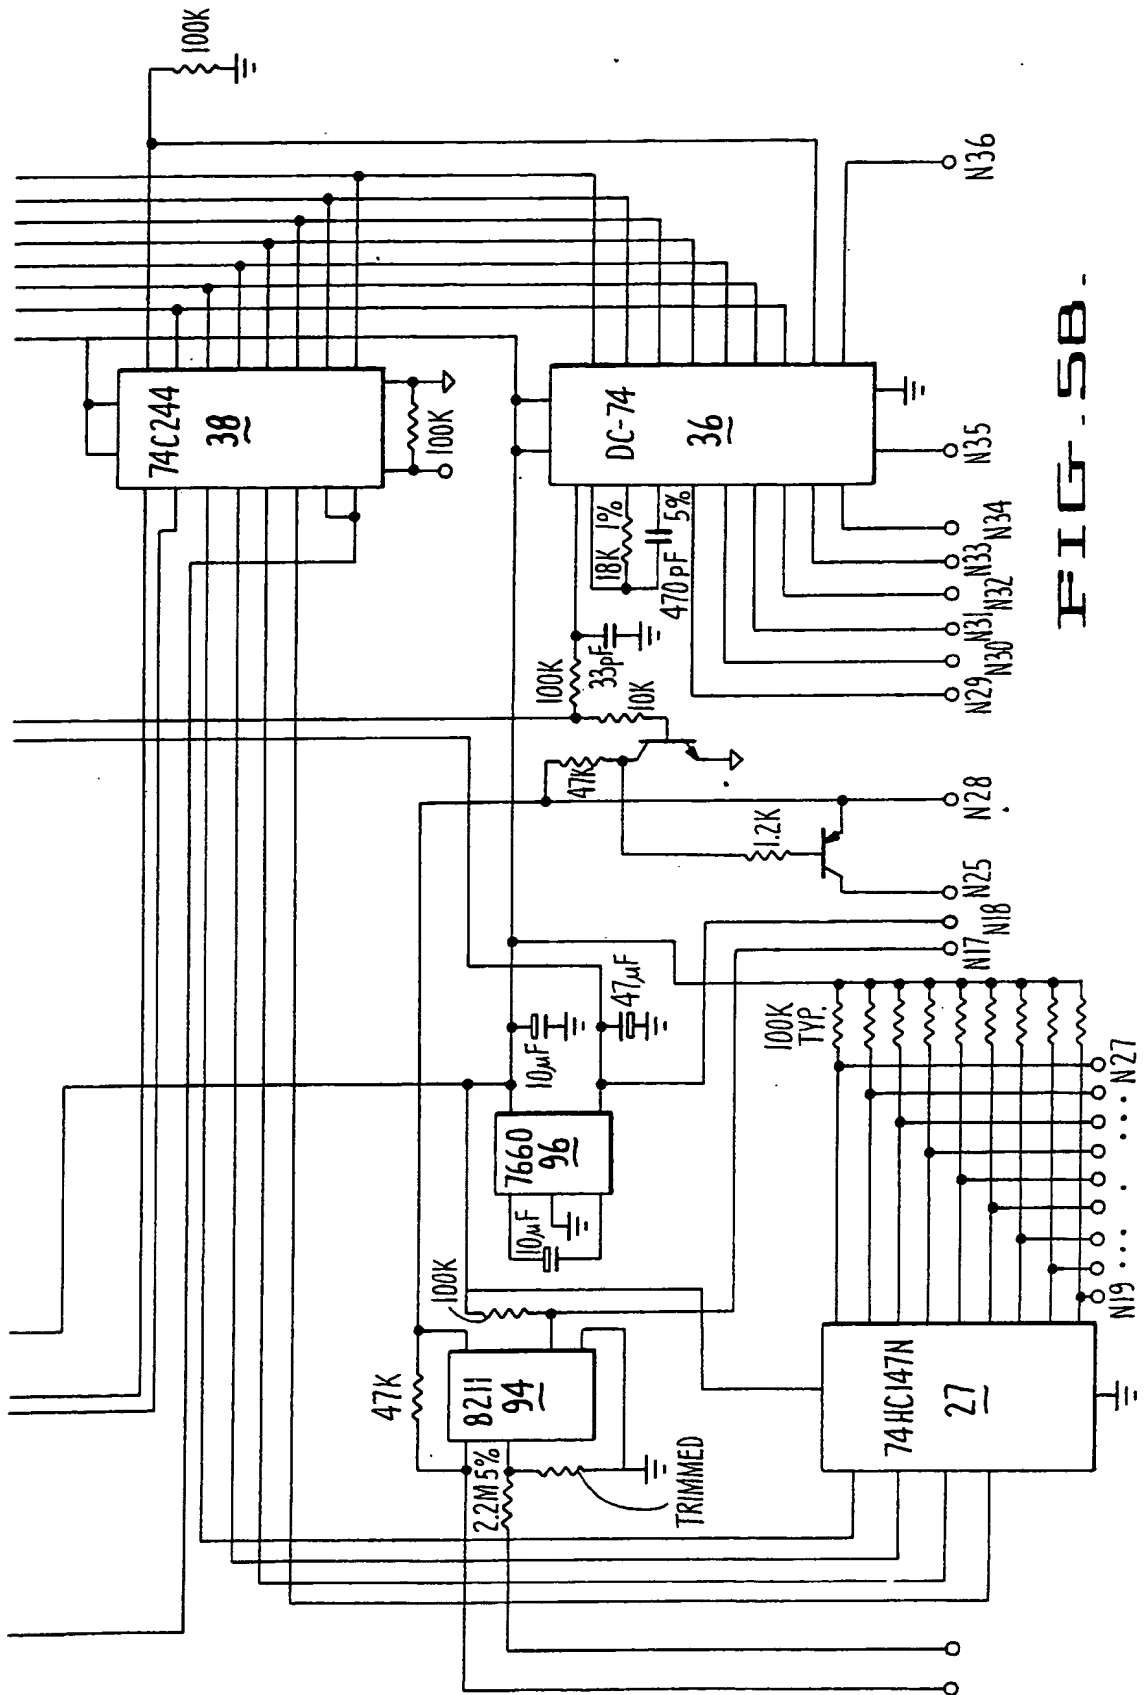 100K
74C244
38
100K
DC-74
36
18K 1%
470pF 5%
33pF
100K
10K
47K
1.2K
N36
N35
N34
N33
N32
N31
N30
N29
N28
N25
N18
N17
47µF
10µF
7660
96
10µF
100K
47K
8211
94
2.2M 5%
TRIMMED
100K
TYP.
74HC147N
27
N19 ... . ... N27
FIG. 5B.